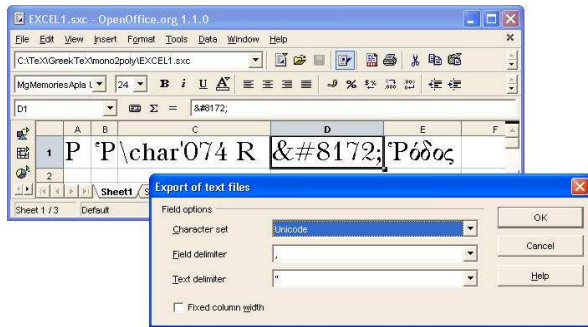 EXCEL1.sxc - OpenOffice.org 1.1.0
File Edit View Insert Format Tools Data Window Help
C:\TeX\GreekTeX\mono2poly\EXCEL1.sxc
MgMemoriesApla L 24 B i U A
D1 Σ = &#8172;
A B C D E F
1 Ρ Ῥ \char'074 R &#8172; Ῥόδος
2
Sheet1
Sheet 1 / 3 Default
Export of text files
Field options
Character set Unicode
Field delimiter ,
Text delimiter "
Fixed column width
OK
Cancel
Help